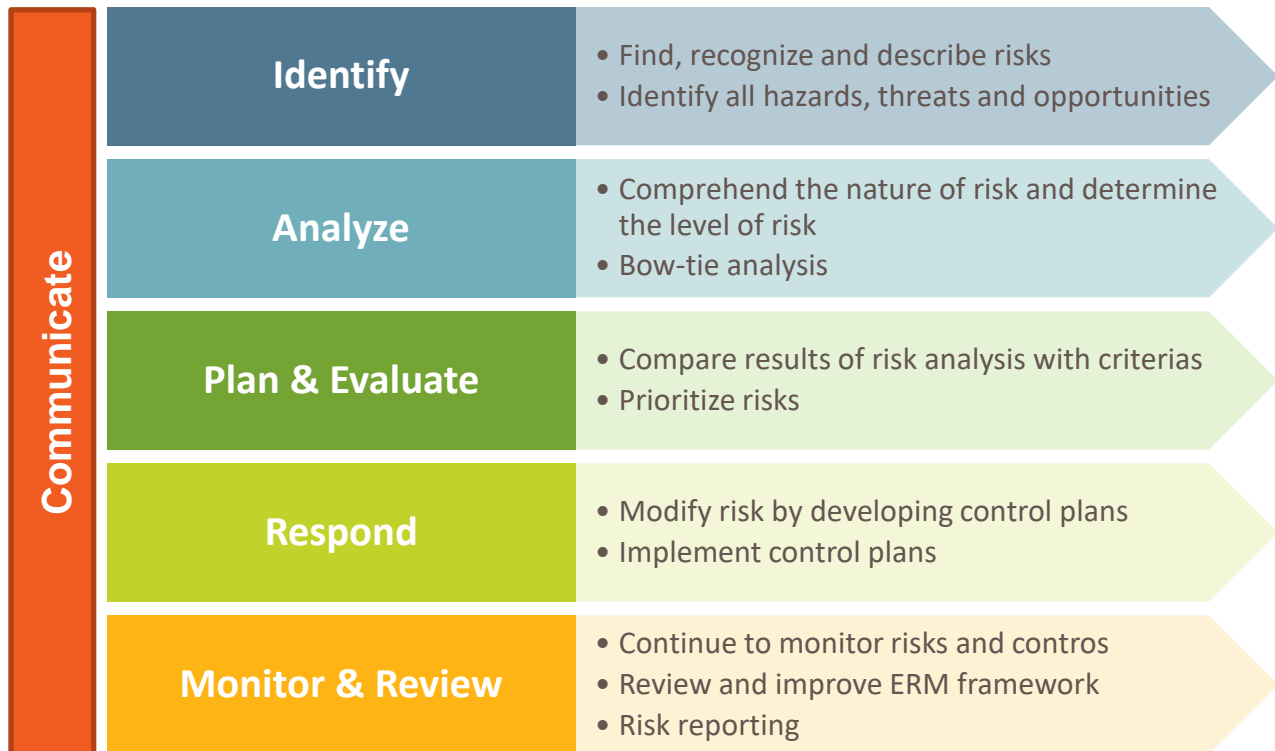 Communicate
Identify
• Find, recognize and describe risks
• Identify all hazards, threats and opportunities
Analyze
• Comprehend the nature of risk and determine
the level of risk
• Bow-tie analysis
Plan & Evaluate
• Compare results of risk analysis with criterias
• Prioritize risks
Respond
• Modify risk by developing control plans
• Implement control plans
Monitor & Review
• Continue to monitor risks and contros
• Review and improve ERM framework
• Risk reporting